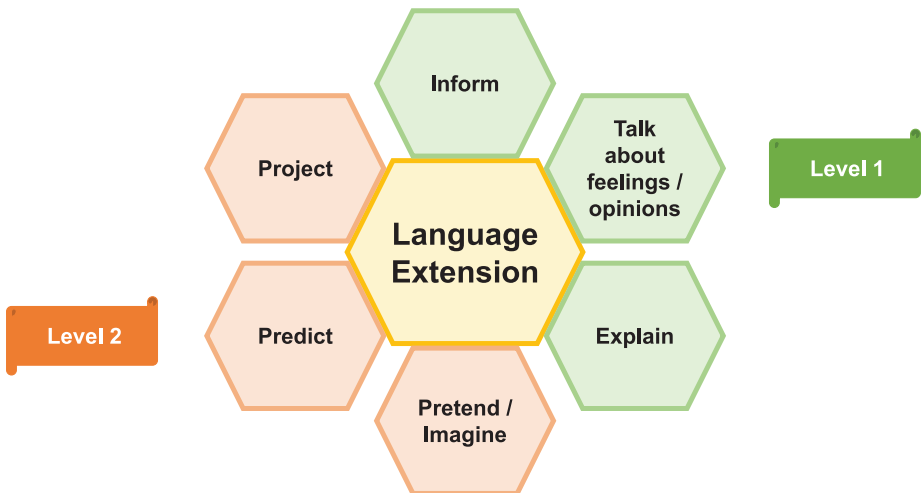 Inform
Talk
about
feelings /
opinions
Level 1
Project
Language
Extension
Level 2
Predict
Explain
Pretend /
Imagine